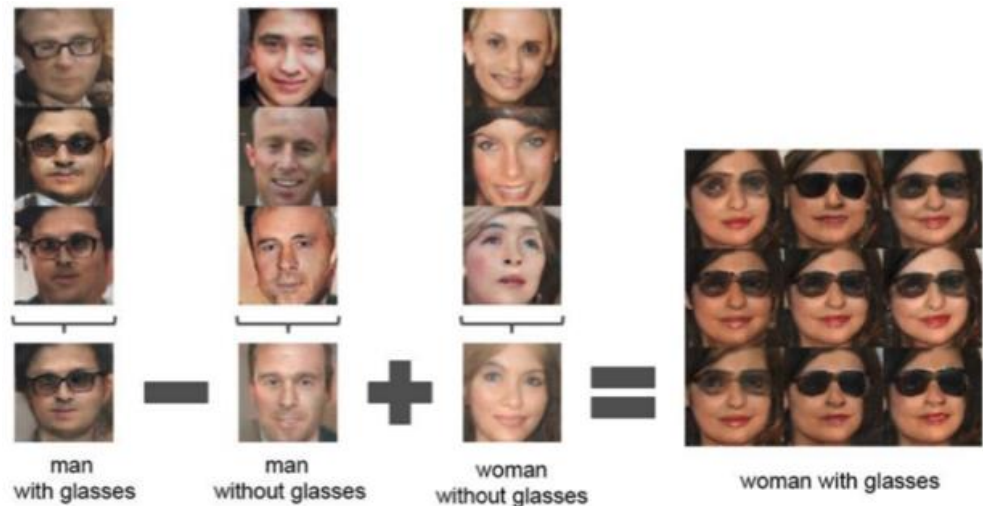 man
with glasses
man
without glasses
woman
without glasses
woman with glasses